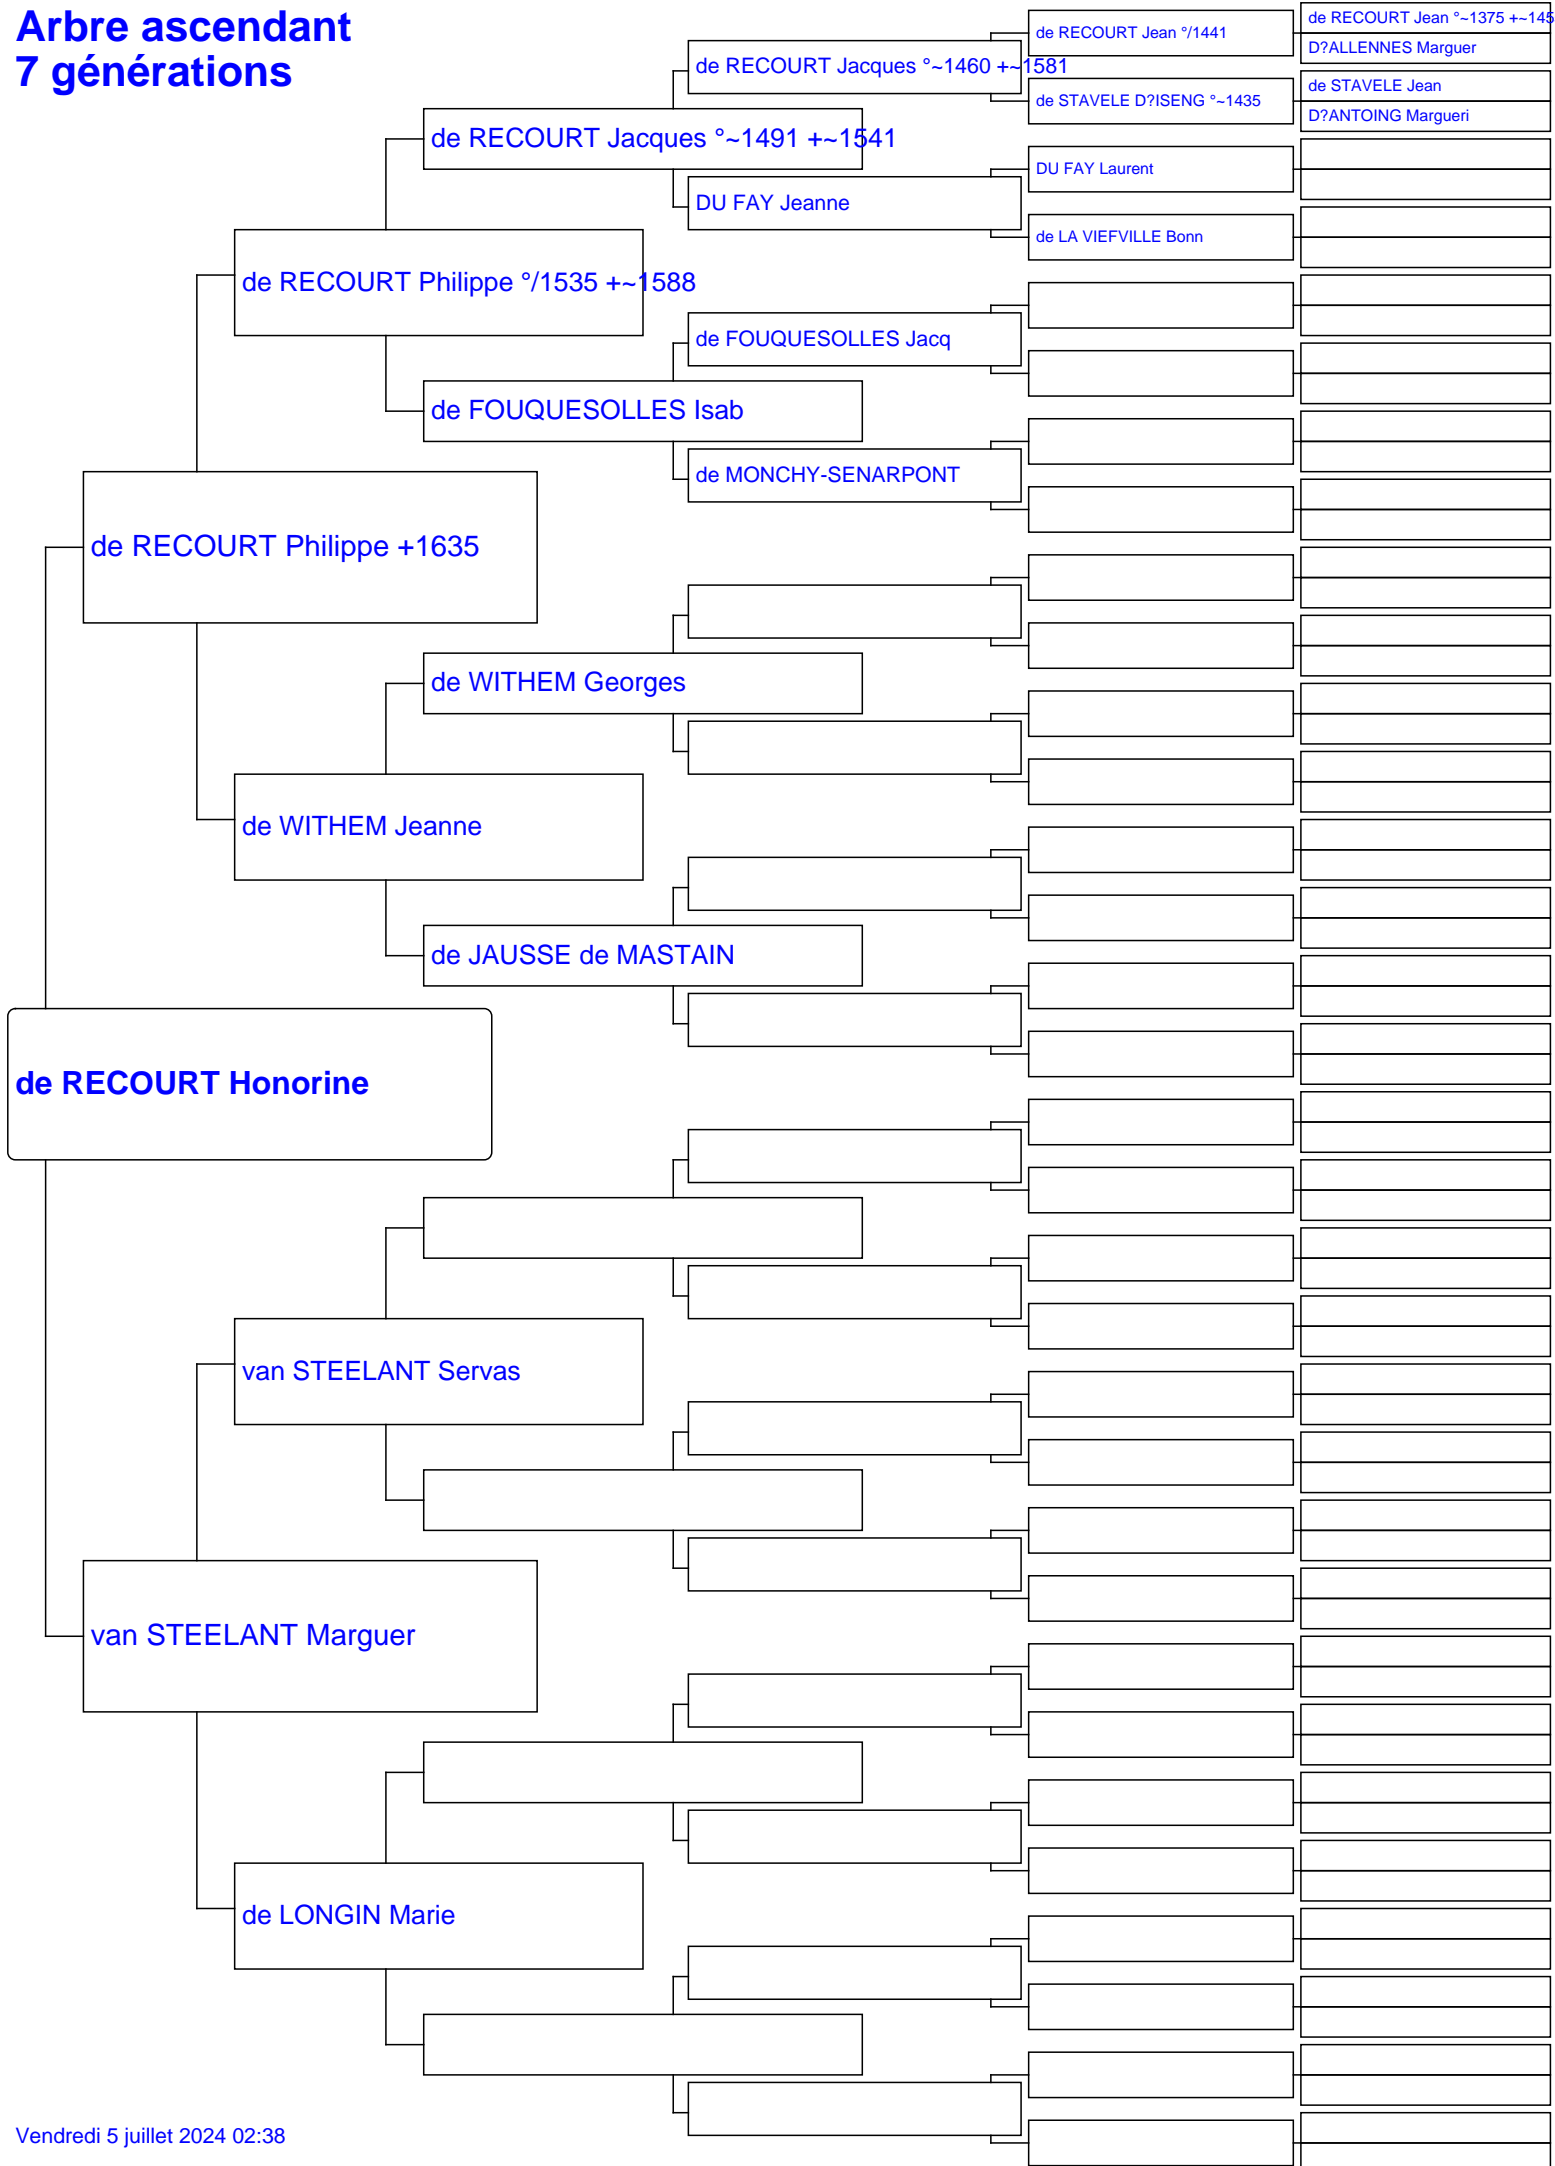 Arbre ascendant
7 générations
de RECOURT Jean °~1375 +~145
de RECOURT Jean °/1441
D?ALLENNES Marguer
de RECOURT Jacques °~1460 +~1581
de STAVELE Jean
de STAVELE D?ISENG °~1435
D?ANTOING Margueri
de RECOURT Jacques °~1491 +~1541
DU FAY Laurent
DU FAY Jeanne
de LA VIEFVILLE Bonn
de RECOURT Philippe °/1535 +~1588
de FOUQUESOLLES Jacq
de FOUQUESOLLES Isab
de MONCHY-SENARPONT
de RECOURT Philippe +1635
de WITHEM Georges
de WITHEM Jeanne
de JAUSSE de MASTAIN
de RECOURT Honorine
van STEELANT Servas
van STEELANT Marguer
de LONGIN Marie
Vendredi 5 juillet 2024 02:38